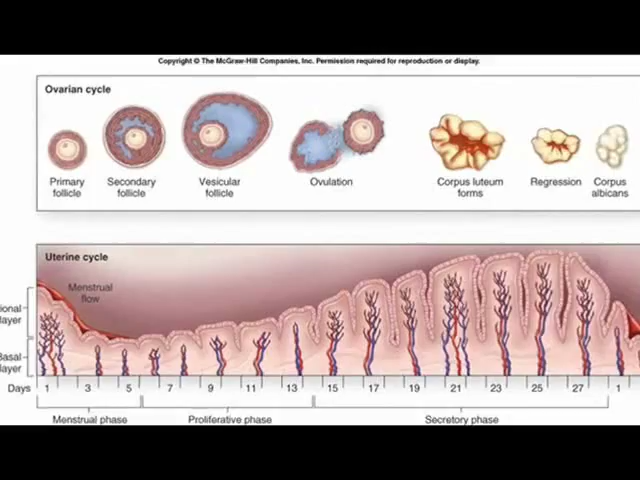 Copyright © The McGraw-Hill Companies, Inc. Permission required for reproduction or display.
Ovarian cycle
Primary
follicle
Secondary
follicle
Vesicular
follicle
Ovulation
Corpus luteum
forms
Regression
Corpus
albicans
Uterine cycle
Menstrual
flow
ional
layer
Basal
layer
Days 1 3 5 7 9 11 13 15 17 19 21 23 25 27 1
Menstrual phase Proliferative phase Secretory phase